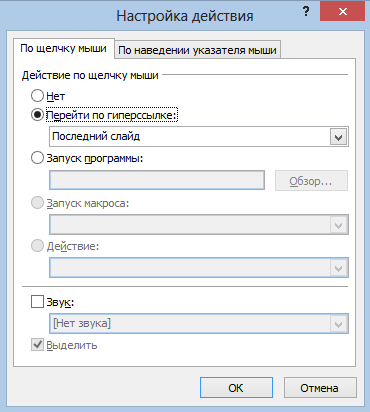 Настройка действия
?
По щелчку мыши
По наведении указателя мыши
Действие по щелчку мыши
Нет
Перейти по гиперссылке:
Последний слайд
Запуск программы:
Обзор...
Запуск макроса:
Действие:
Звук:
[Нет звука]
Выделить
ОК
Отмена